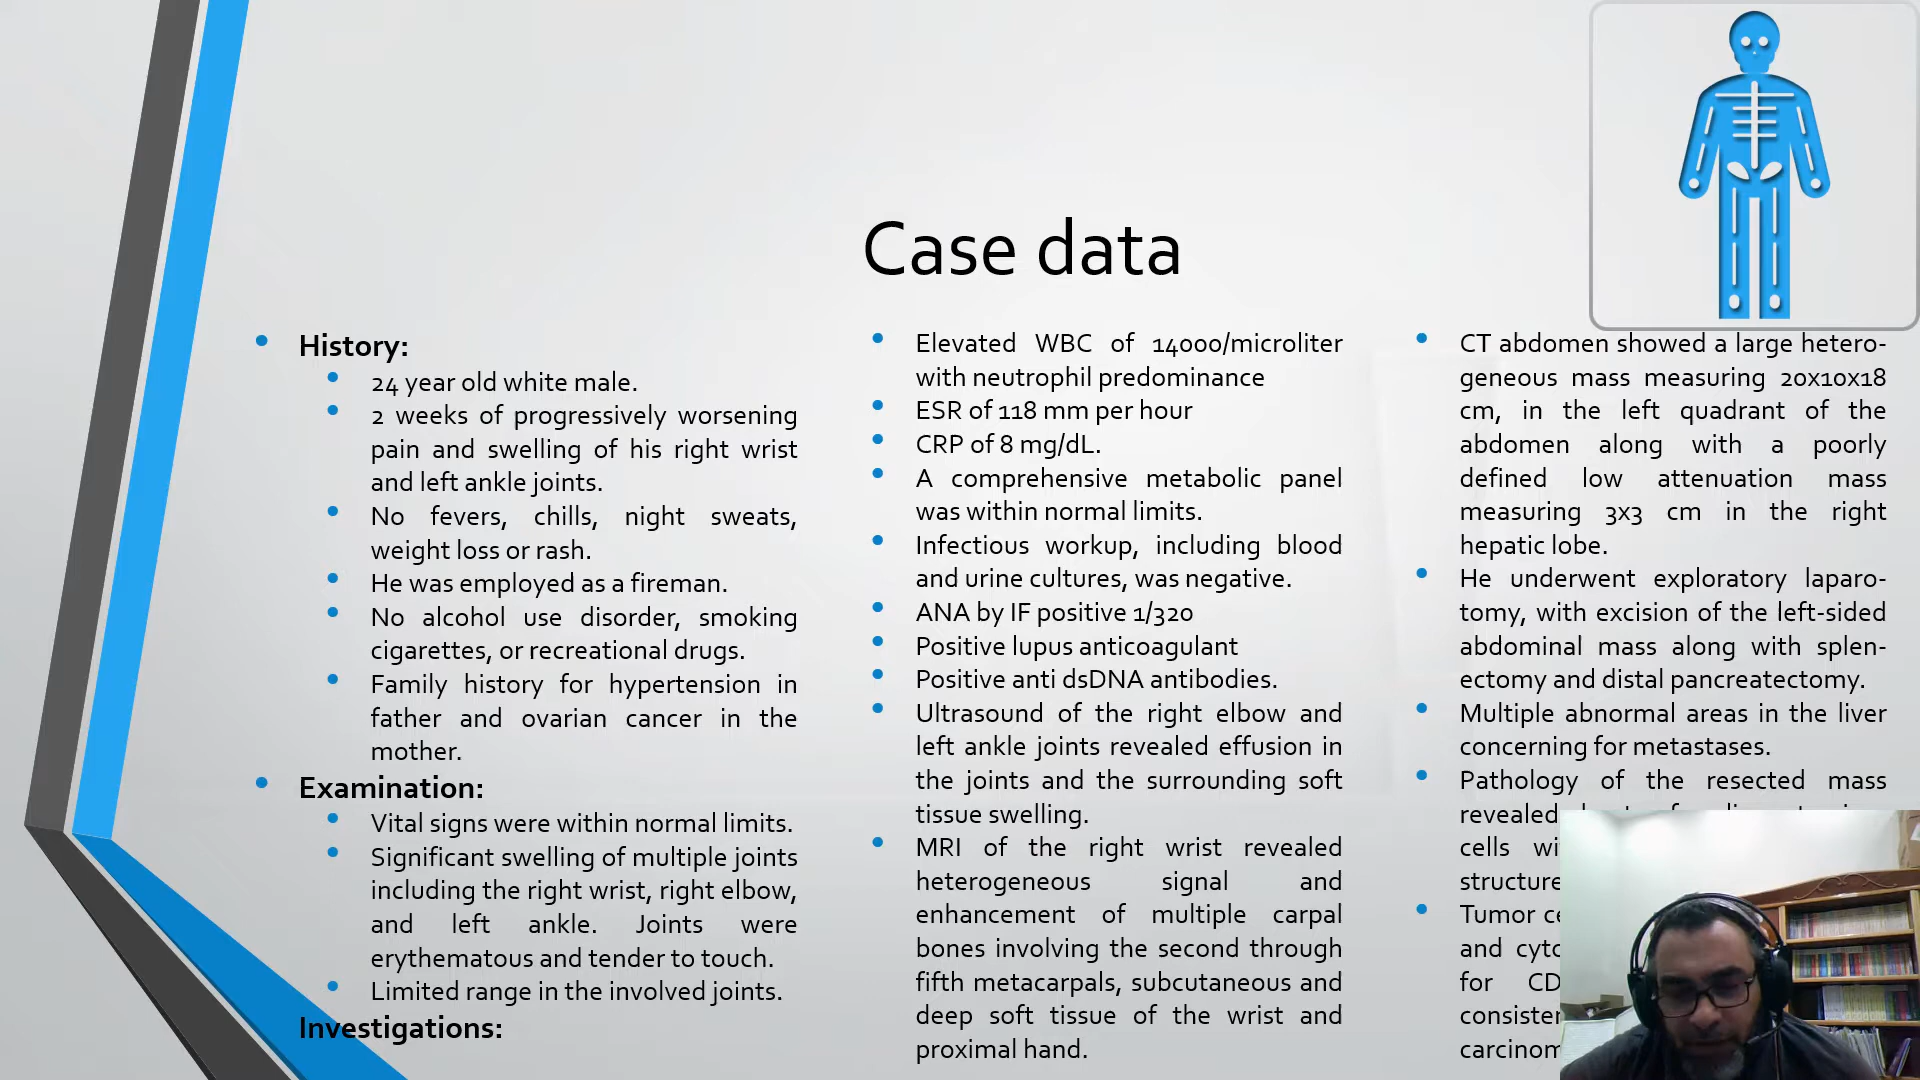 Case data
History:
24 year old white male.
2 weeks of progressively worsening
pain and swelling of his right wrist
and left ankle joints.
No fevers, chills, night sweats,
weight loss or rash.
He was employed as a fireman.
No alcohol use disorder, smoking
cigarettes, or recreational drugs.
Family history for hypertension in
father and ovarian cancer in the
mother.
Examination:
Vital signs were within normal limits.
Significant swelling of multiple joints
including the right wrist, right elbow,
and left ankle. Joints were
erythematous and tender to touch.
Limited range in the involved joints.
Investigations:
Elevated WBC of 14000/microliter
with neutrophil predominance
ESR of 118 mm per hour
CRP of 8 mg/dL.
A comprehensive metabolic panel
was within normal limits.
Infectious workup, including blood
and urine cultures, was negative.
ANA by IF positive 1/320
Positive lupus anticoagulant
Positive anti dsDNA antibodies.
Ultrasound of the right elbow and
left ankle joints revealed effusion in
the joints and the surrounding soft
tissue swelling.
MRI of the right wrist revealed
heterogeneous signal and
enhancement of multiple carpal
bones involving the second through
fifth metacarpals, subcutaneous and
deep soft tissue of the wrist and
proximal hand.
CT abdomen showed a large hetero-
geneous mass measuring 20x10x18
cm, in the left quadrant of the
abdomen along with a poorly
defined low attenuation mass
measuring 3x3 cm in the right
hepatic lobe.
He underwent exploratory laparo-
tomy, with excision of the left-sided
abdominal mass along with splen-
ectomy and distal pancreatectomy.
Multiple abnormal areas in the liver
concerning for metastases.
Pathology of the resected mass
revealed
cells
structure
Tumor
and
for